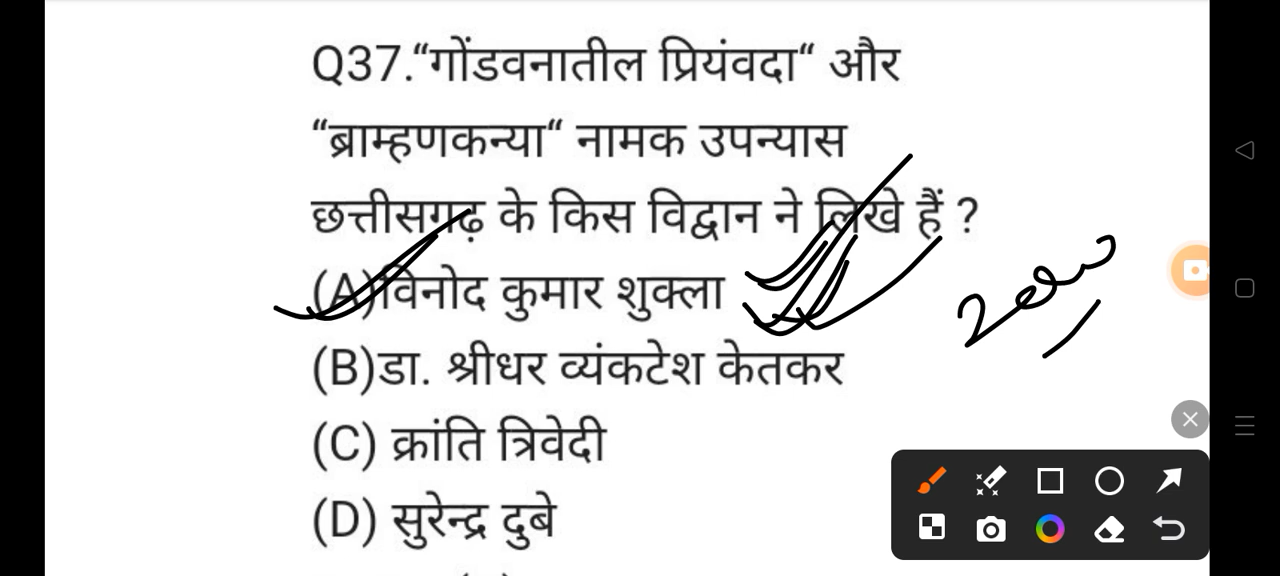 Q37.“गोंडवनातील प्रियंवदा“ और
“ब्राम्हणकन्या“ नामक उपन्यास
छत्तीसगढ़ के किस विद्वान ने लिखे हैं ?
(A)विनोद कुमार शुक्ला
(B)डा. श्रीधर व्यंकटेश केतकर
(C) क्रांति त्रिवेदी
(D) सुरेन्द्र दुबे